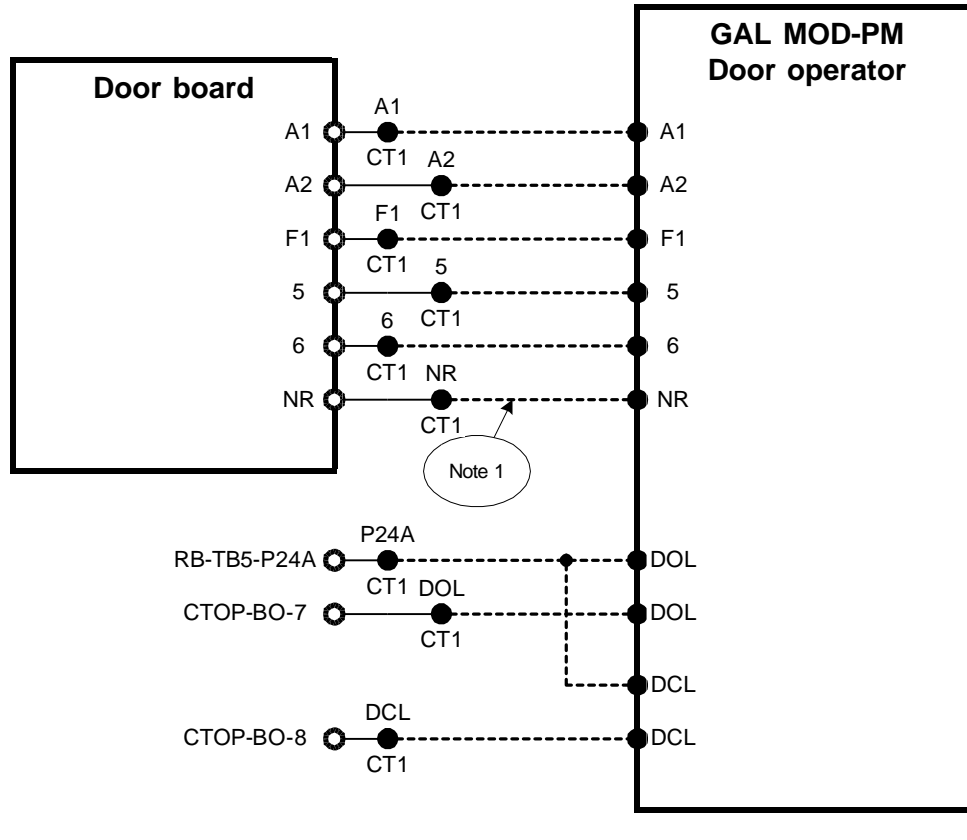 GAL MOD-PM
Door operator
Door board
A1
A1
CT1
A1
A2
A2
CT1
A2
F1
F1
CT1
F1
5
5
CT1
5
6
6
CT1
6
NR
NR
CT1
NR
Note 1
RB-TB5-P24A
P24A
CT1
DOL
CTOP-BO-7
DOL
CT1
DOL
DCL
CTOP-BO-8
DCL
CT1
DCL